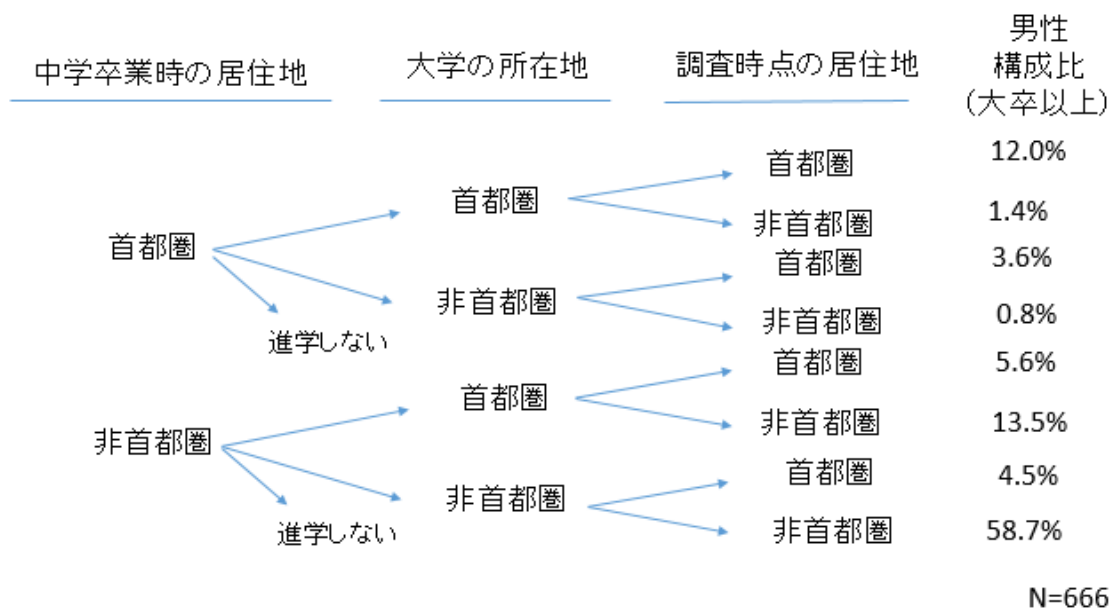 男性
構成比
(大卒以上)
中学卒業時の居住地
大学の所在地
調査時点の居住地
首都圏
12.0%
首都圏
非首都圏
1.4%
首都圏
首都圏
3.6%
非首都圏
非首都圏
0.8%
進学しない
首都圏
5.6%
首都圏
非首都圏
13.5%
非首都圏
首都圏
4.5%
非首都圏
進学しない
非首都圏
58.7%
N=666